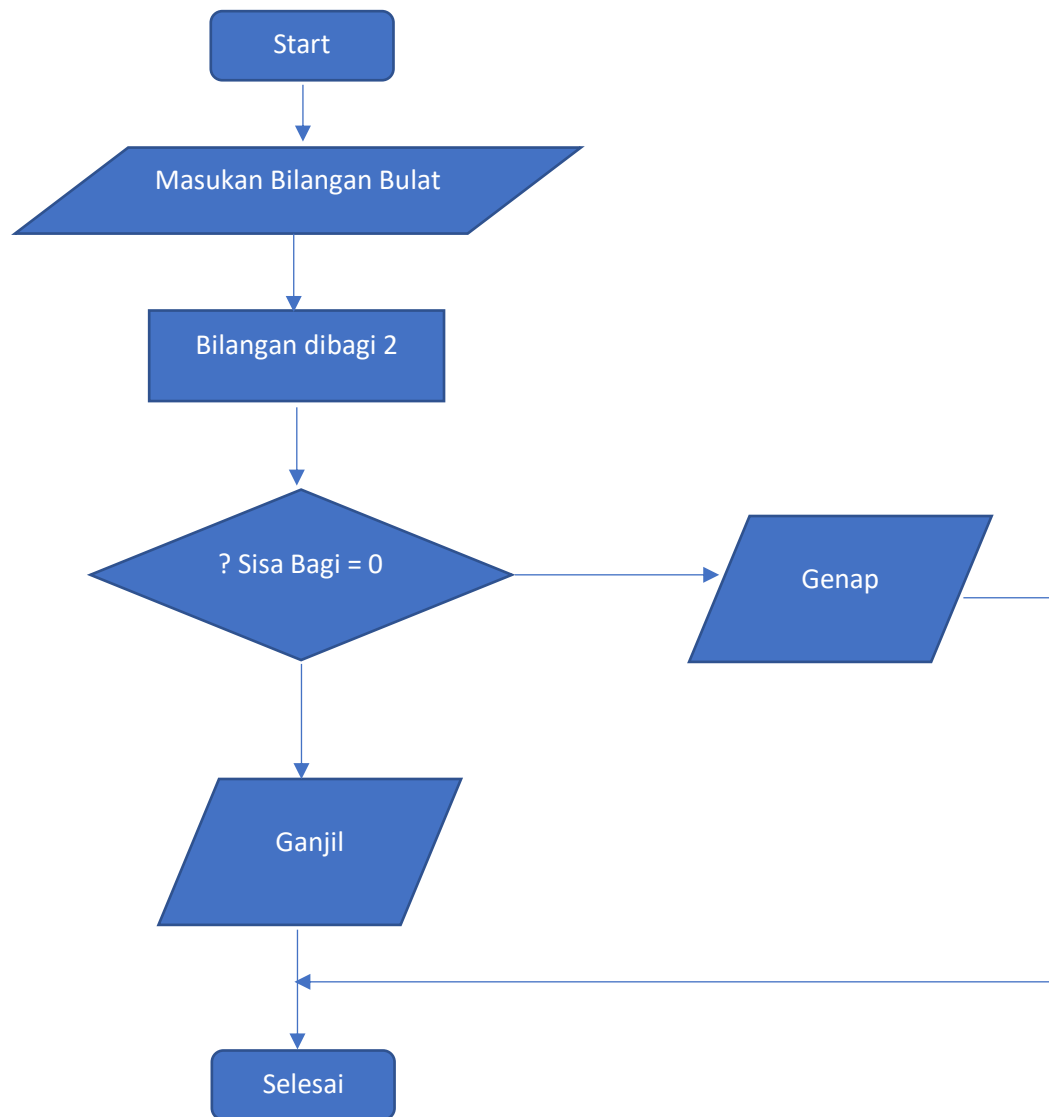 Start
Masukan Bilangan Bulat
Bilangan dibagi 2
? Sisa Bagi = 0
Genap
Ganjil
Selesai